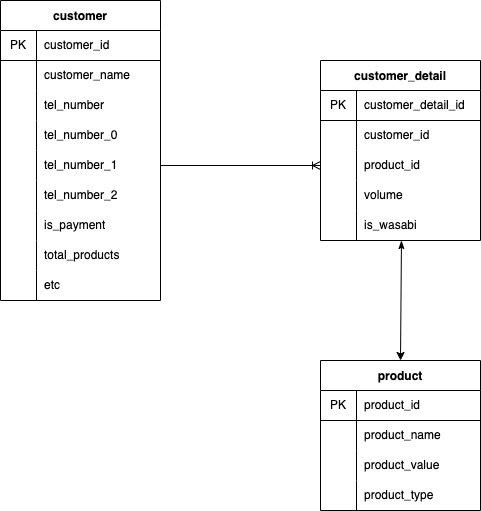 customer
PK customer_id
customer_name
tel_number
tel_number_0
tel_number_1
tel_number_2
is_payment
total_products
etc
customer_detail
PK customer_detail_id
customer_id
product_id
volume
is_wasabi
product
PK product_id
product_name
product_value
product_type